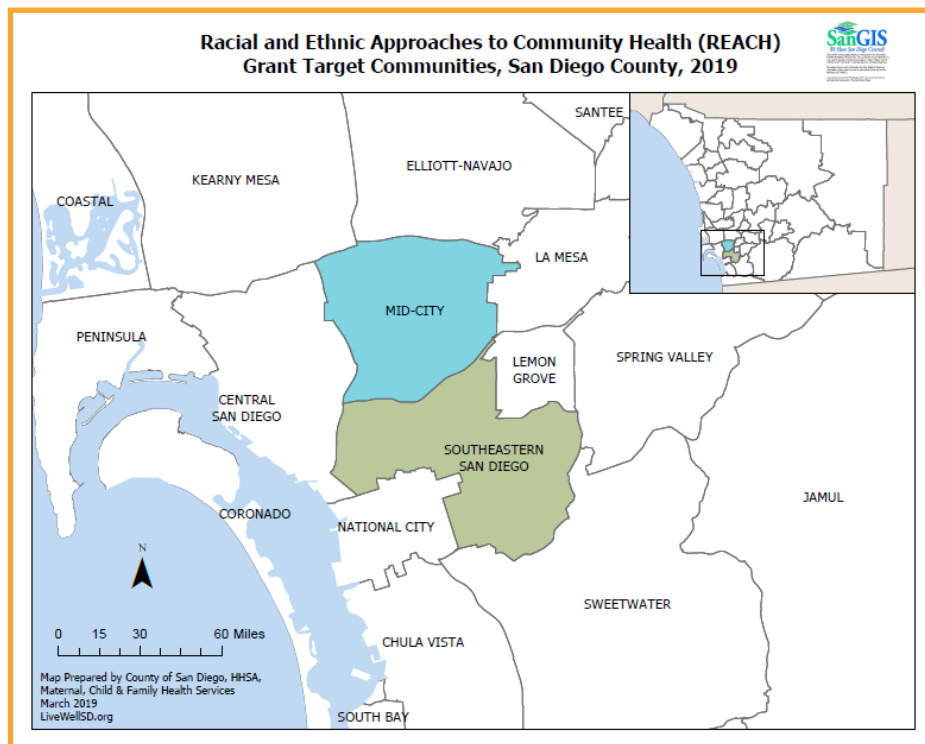 Racial and Ethnic Approaches to Community Health (REACH)
Grant Target Communities, San Diego County, 2019
SanGIS
SANTEE
ELLIOTT-NAVAJO
KEARNY MESA
COASTAL
LA MESA
MID-CITY
PENINSULA
LEMON
GROVE
SPRING VALLEY
CENTRAL
SAN DIEGO
SOUTHEASTERN
SAN DIEGO
JAMUL
CORONADO
NATIONAL CITY
N
SWEETWATER
0 15 30 60 Miles
CHULA VISTA
Map Prepared by County of San Diego, HHSA,
Maternal, Child & Family Health Services
March 2019
LiveWellSD.org
SOUTH BAY